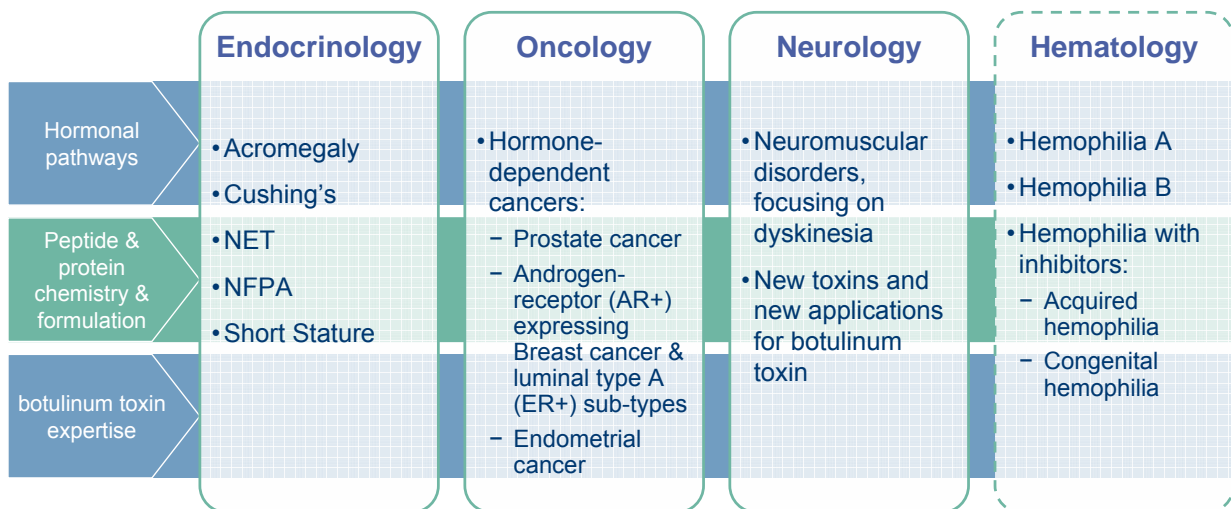 Endocrinology
Oncology
Neurology
Hematology
Hormonal
pathways
Peptide &
protein
chemistry &
formulation
botulinum toxin
expertise
•Acromegaly
•Cushing's
•NET
•NFPA
•Short Stature
•Hormone-
dependent
cancers:
– Prostate cancer
– Androgen-
receptor (AR+)
expressing
Breast cancer &
luminal type A
(ER+) sub-types
– Endometrial
cancer
•Neuromuscular
disorders,
focusing on
dyskinesia
•New toxins and
new applications
for botulinum
toxin
•Hemophilia A
•Hemophilia B
•Hemophilia with
inhibitors:
– Acquired
hemophilia
– Congenital
hemophilia